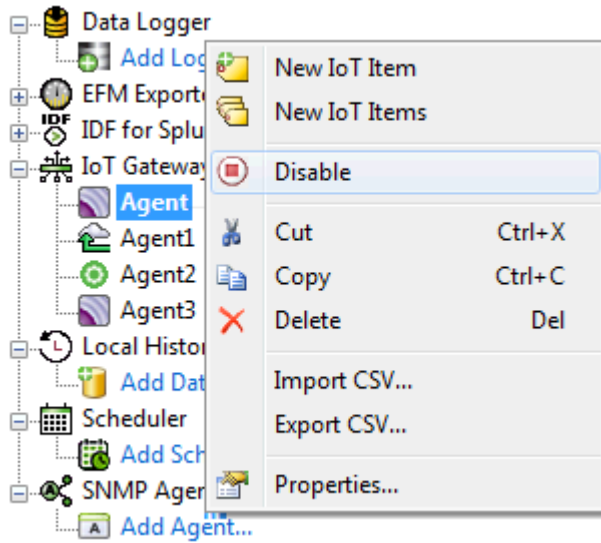 Data Logger
Add Log
New IoT Item
EFM Exporte
New IoT Items
IDF
IDF for Splu
IoT Gateway
Disable
Agent
Agent1
Cut Ctrl+X
Agent2
Copy Ctrl+C
Agent3
Delete Del
Local Histor
Add Dat
Import CSV...
Scheduler
Export CSV...
Add Sch
SNMP Agen
Properties...
A
Add Agent...